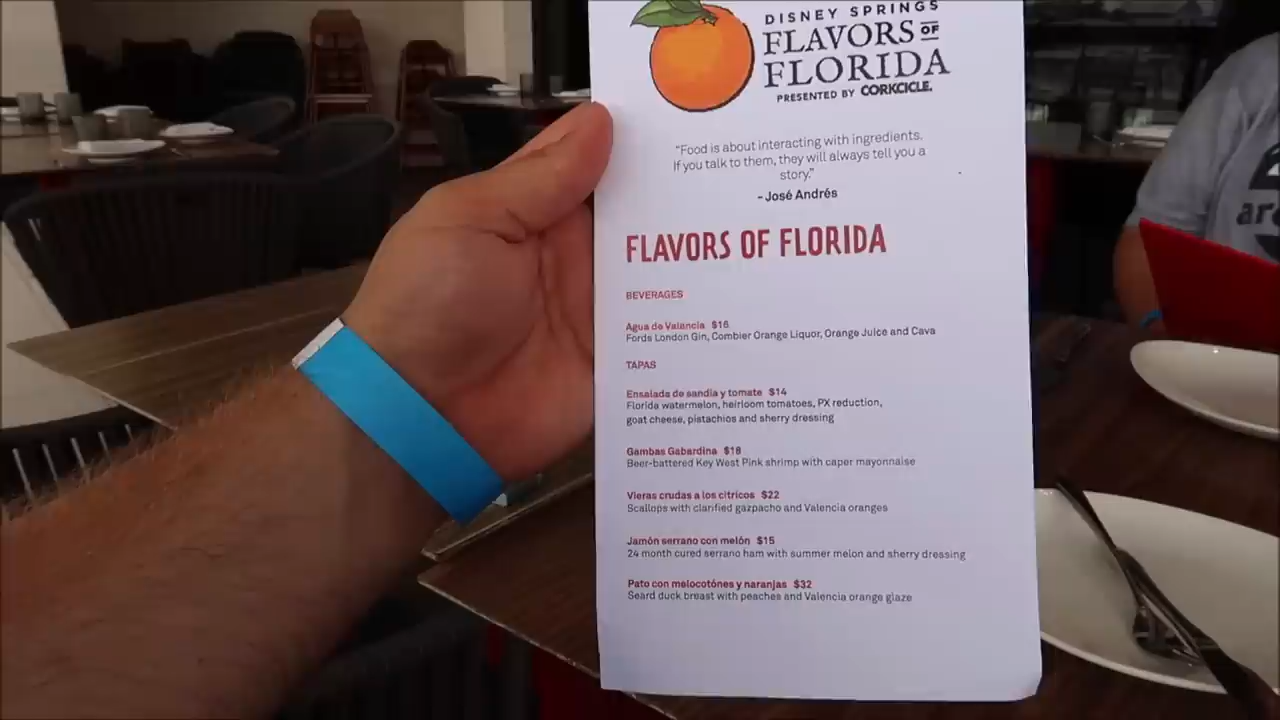 DISNEY SPRINGS
FLAVORS OF
FLORIDA
PRESENTED BY CORKCICLE.
"Food is about interacting with ingredients.
If you talk to them, they will always tell you a
story."
- José Andrés
FLAVORS OF FLORIDA
BEVERAGES
Agua de Valancia $16
Fords London Gin, Combier Orange Liquor, Orange Juice and Cava
TAPAS
Ensalada de sandia y tomate $14
Florida watermelon, heirloom tomatoes, PX reduction,
goat cheese, pistachios and sherry dressing
Gambas Gabardina $18
Beer-battered Key West Pink shrimp with caper mayonnaise
Vieras crudas a los citricos $22
Scallops with clarified gazpacho and Valencia oranges
Jamón serrano con melón $15
24 month cured serrano ham with summer melon and sherry dressing
Pato con melocotónes y naranjas $32
Seard duck breast with peaches and Valencia orange glaze